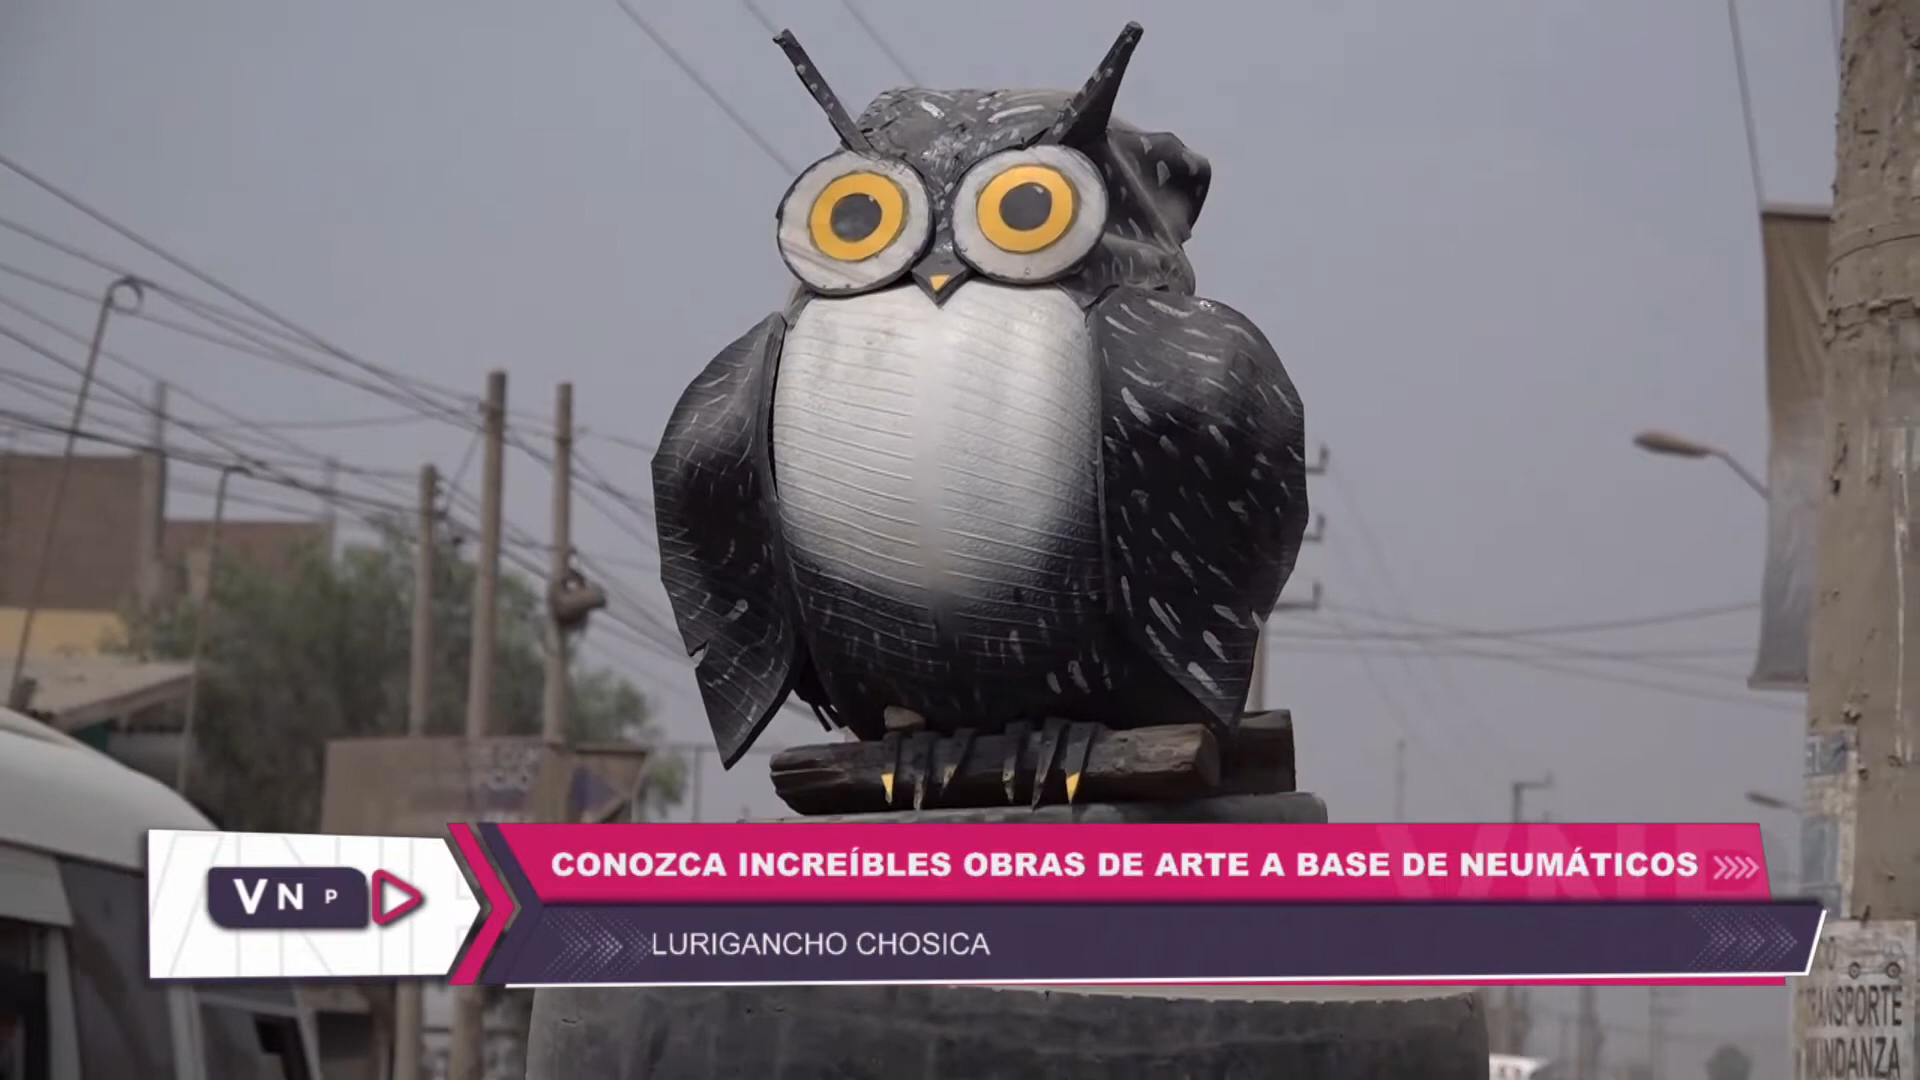 CONOZCA INCREÍBLES OBRAS DE ARTE A BASE DE NEUMÁTICOS
VNP
LURIGANCHO CHOSICA
TRANSPORTE
MUDANZA